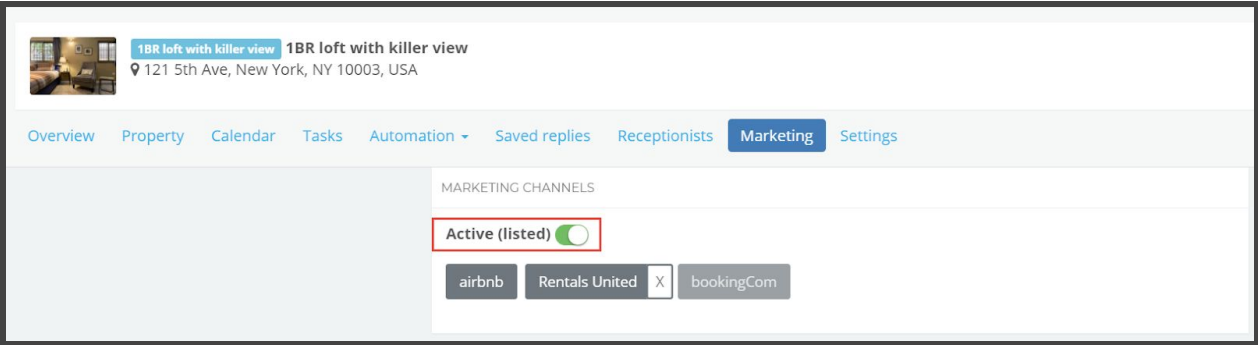 1BR loft with killer view 1BR loft with killer view
121 5th Ave, New York, NY 10003, USA
Overview Property Calendar Tasks Automation Saved replies Receptionists Marketing Settings
MARKETING CHANNELS
Active (listed)
airbnb Rentals United X bookingCom